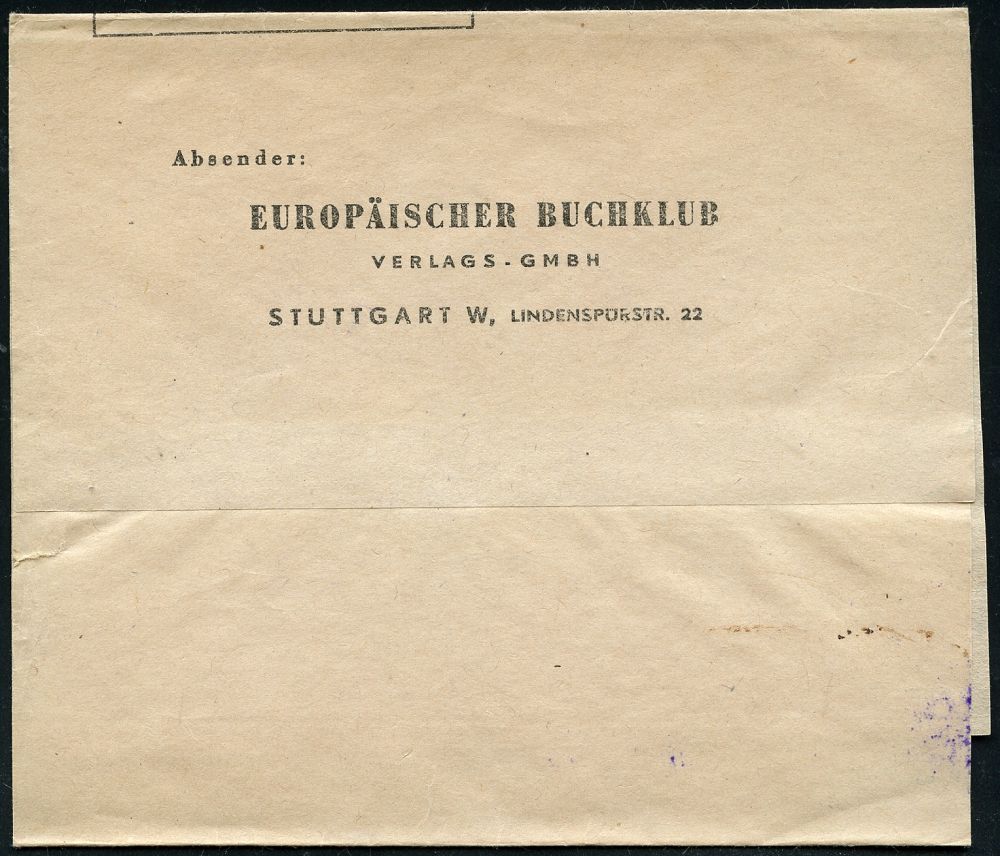 Absender:
EUROPÄISCHER BUCHKLUB
VERLAGS-GMBH
STUTTGART W, LINDENSPÜRSTR. 22